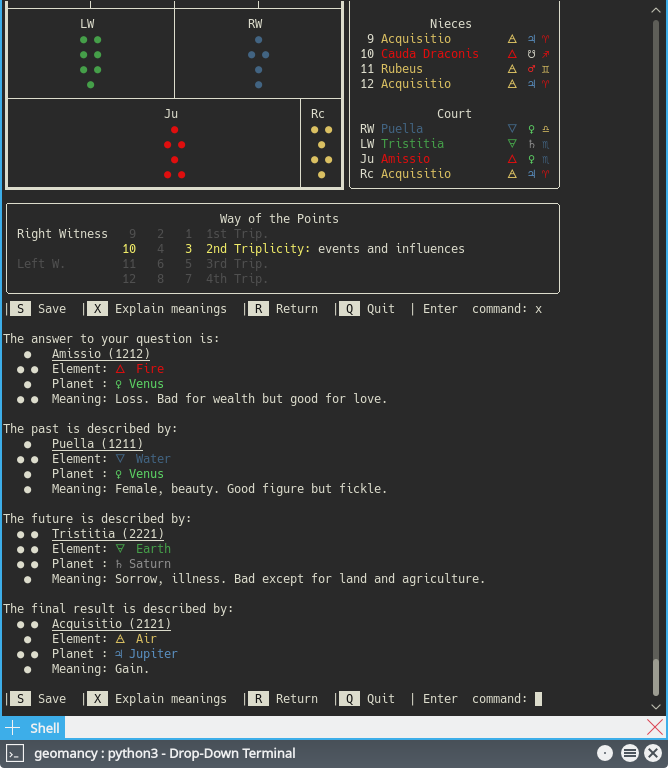 LW RW
Nieces
9 Acquisitio 🜁 ♃ ♈
10 Cauda Draconis 🜂 ☋ ♐
11 Rubeus 🜁 ♂ ♊
12 Acquisitio 🜁 ♃ ♈
Ju Rc
Court
RW Puella 🜄 ♀ ♎
LW Tristitia 🜃 ♄ ♏
Ju Amissio 🜂 ♀ ♏
Rc Acquisitio 🜁 ♃ ♈
Way of the Points
Right Witness 9 2 1 1st Trip.
10 4 3 2nd Triplicity: events and influences
Left W. 11 6 5 3rd Trip.
12 8 7 4th Trip.
| S Save | X Explain meanings | R Return | Q Quit | Enter command: x
The answer to your question is:
Amissio (1212)
Element: 🜂 Fire
Planet : ♀ Venus
Meaning: Loss. Bad for wealth but good for love.
The past is described by:
Puella (1211)
Element: 🜄 Water
Planet : ♀ Venus
Meaning: Female, beauty. Good figure but fickle.
The future is described by:
Tristitia (2221)
Element: 🜃 Earth
Planet : ♄ Saturn
Meaning: Sorrow, illness. Bad except for land and agriculture.
The final result is described by:
Acquisitio (2121)
Element: 🜁 Air
Planet : ♃ Jupiter
Meaning: Gain.
| S Save | X Explain meanings | R Return | Q Quit | Enter command:
Shell
geomancy : python3 - Drop-Down Terminal